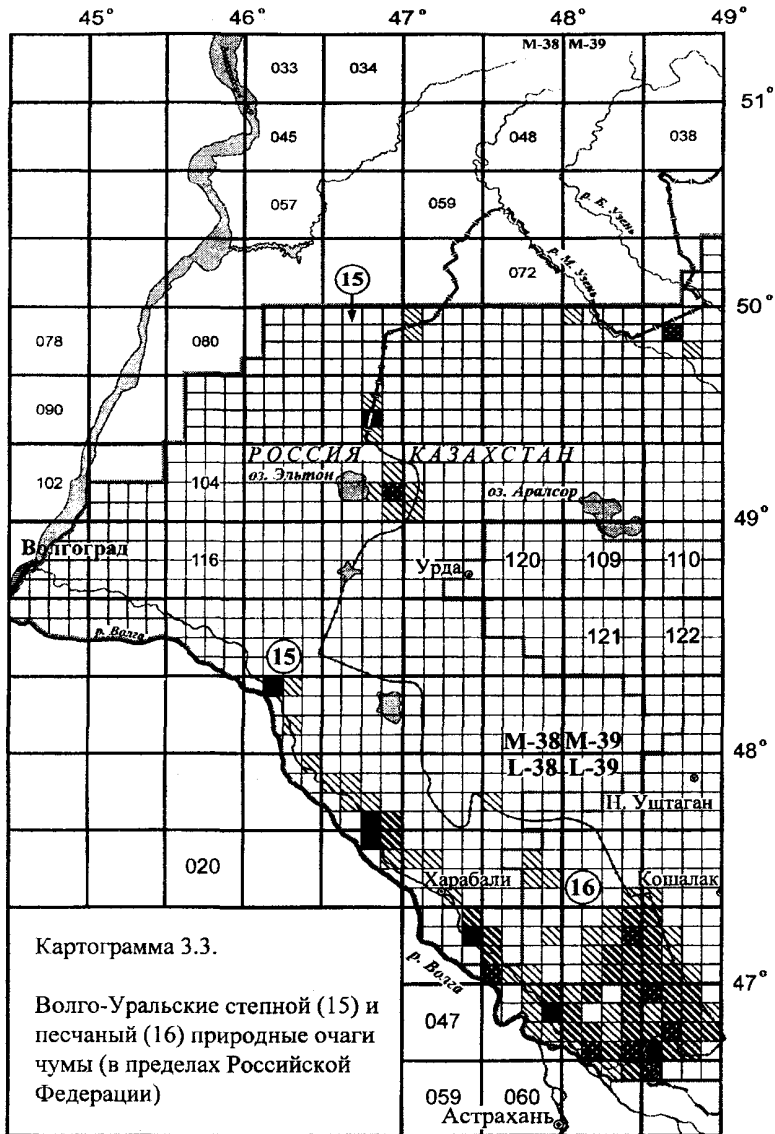 45° 46° 47° 48° 49°
М-38 М-39
033 034
51°
045 048 038
057 059
р. Б. Узень
р. М. Узень
15
072
50°
078 080
090
РОССИЯ КАЗАХСТАН
оз. Эльтон
102 104
оз. Аралсор
49°
Волгоград
116
Урда
120 109 110
р. Волга
121 122
15
М-38 М-39
L-38 L-39
48°
Н. Уштаган
020
Харабали
16
Кошалак
р. Волга
47°
047
059 060
Астрахань
Картограмма 3.3.
Волго-Уральские степной (15) и
песчаный (16) природные очаги
чумы (в пределах Российской
Федерации)